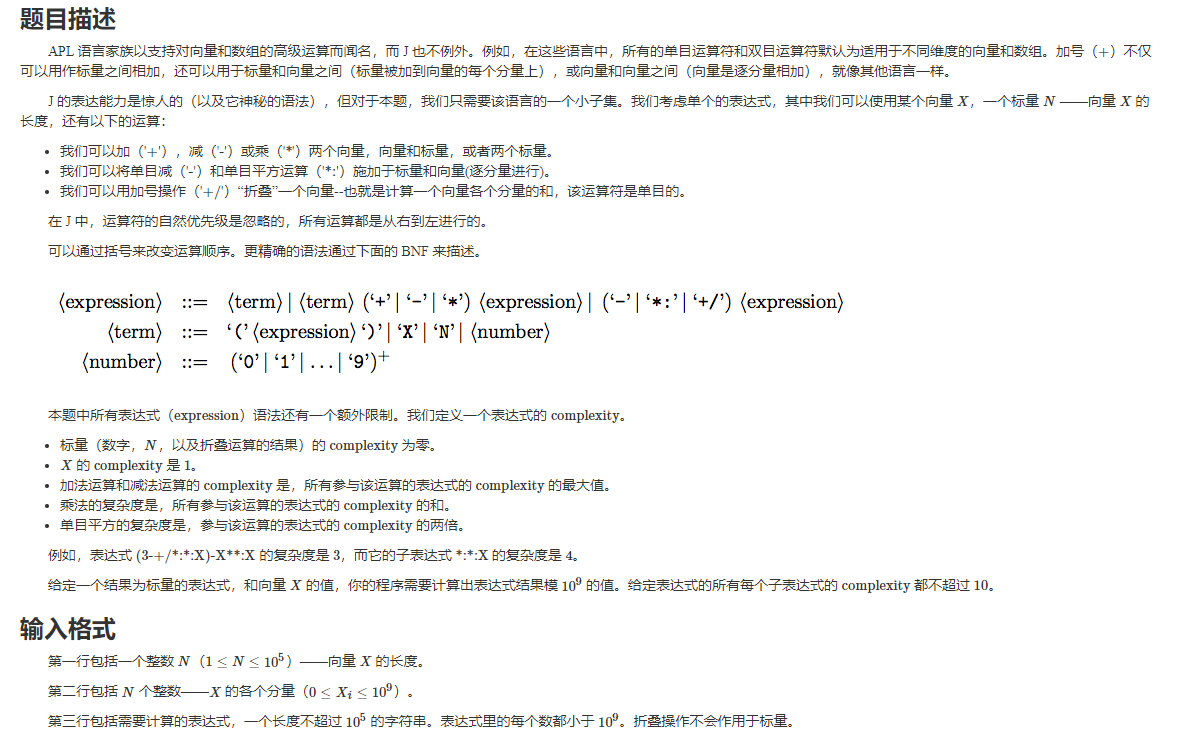 题目描述
APL 语言家族以支持对向量和数组的高级运算而闻名，而 J 也不例外。例如，在这些语言中，所有的单目运算符和双目运算符默认为适用于不同维度的向量和数组。加号（+）不仅
可以用作标量之间相加，还可以用于标量和向量之间（标量被加到向量的每个分量上），或向量和向量之间（向量是逐分量相加），就像其他语言一样。
J 的表达能力是惊人的（以及它神秘的语法），但对于本题，我们只需要该语言的一个小子集。我们考虑单个的表达式，其中我们可以使用某个向量 X，一个标量 N ——向量 X 的
长度，还有以下的运算：
• 我们可以加（'+'），减（'-'）或乘（'*'）两个向量，向量和标量，或者两个标量。
• 我们可以将单目减（'-'）和单目平方运算（'*:'）施加于标量和向量(逐分量进行)。
• 我们可以用加号操作（'+/'）“折叠”一个向量--也就是计算一个向量各个分量的和，该运算符是单目的。
在 J 中，运算符的自然优先级是忽略的，所有运算都是从右到左进行的。
可以通过括号来改变运算顺序。更精确的语法通过下面的 BNF 来描述。
⟨expression⟩ ::= ⟨term⟩ | ⟨term⟩ (‘+’ | ‘-’ | ‘*’) ⟨expression⟩ | (‘-’ | ‘*:’ | ‘+/’) ⟨expression⟩
⟨term⟩ ::= ‘(’ ⟨expression⟩ ‘)’ | ‘X’ | ‘N’ | ⟨number⟩
⟨number⟩ ::= (‘0’ | ‘1’ | ... | ‘9’)+
本题中所有表达式（expression）语法还有一个额外限制。我们定义一个表达式的 complexity。
• 标量（数字，N，以及折叠运算的结果）的 complexity 为零。
• X 的 complexity 是 1。
• 加法运算和减法运算的 complexity 是，所有参与该运算的表达式的 complexity 的最大值。
• 乘法的复杂度是，所有参与该运算的表达式的 complexity 的和。
• 单目平方的复杂度是，参与该运算的表达式的 complexity 的两倍。
例如，表达式 (3-+/*:*:X)-X**:X 的复杂度是 3，而它的子表达式 *:*:X 的复杂度是 4。
给定一个结果为标量的表达式，和向量 X 的值，你的程序需要计算出表达式结果模 10^9 的值。给定表达式的所有每个子表达式的 complexity 都不超过 10。
输入格式
第一行包括一个整数 N（1 ≤ N ≤ 10^5）——向量 X 的长度。
第二行包括 N 个整数——X 的各个分量（0 ≤ X_i ≤ 10^9）。
第三行包括需要计算的表达式，一个长度不超过 10^5 的字符串。表达式里的每个数都小于 10^9。折叠操作不会作用于标量。